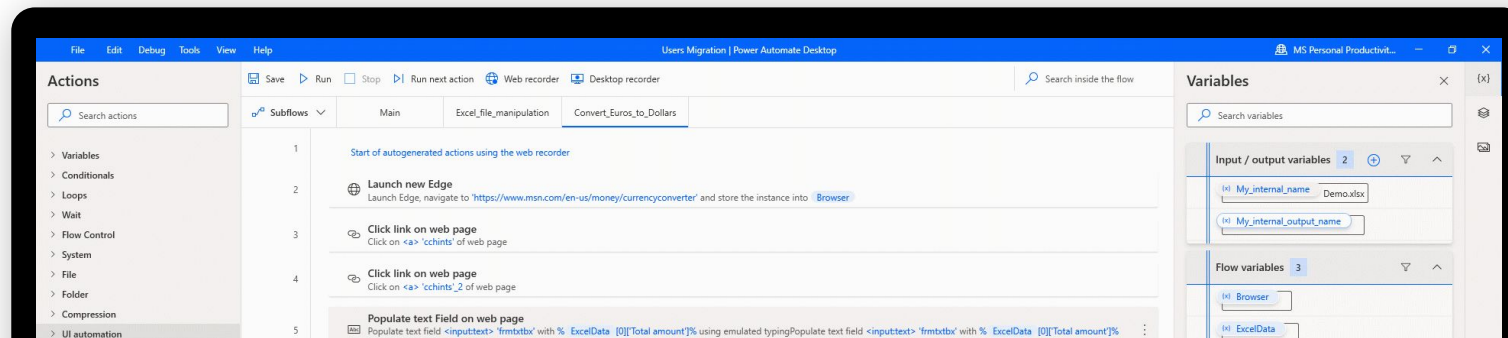 File Edit Debug Tools View Help Users Migration | Power Automate Desktop MS Personal Productivit...
Actions
Search actions
> Variables
> Conditionals
> Loops
> Wait
> Flow Control
> System
> File
> Folder
> Compression
> UI automation
Save Run Stop Run next action Web recorder Desktop recorder Search inside the flow
Subflows Main Excel_file_manipulation Convert_Euros_to_Dollars
1 Start of autogenerated actions using the web recorder
2 Launch new Edge
Launch Edge, navigate to 'https://www.msn.com/en-us/money/currencyconverter' and store the instance into Browser
3 Click link on web page
Click on <a> 'cchints' of web page
4 Click link on web page
Click on <a> 'cchints'_2 of web page
5 Populate text Field on web page
Abc Populate text field <input:text> 'frmtxtbx' with % ExcelData [0]['Total amount']% using emulated typingPopulate text field <input:text> 'frmtxtbx' with % ExcelData [0]['Total amount']%
Variables
{x}
Search variables
Input / output variables 2
(x) My_internal_name Demo.xlsx
(x) My_internal_output_name
Flow variables 3
(x) Browser
(x) ExcelData